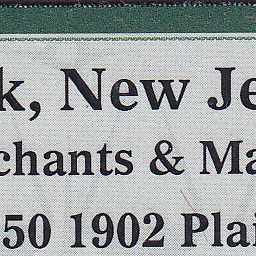 k, New Je
chants & Ma
50 1902 Plai